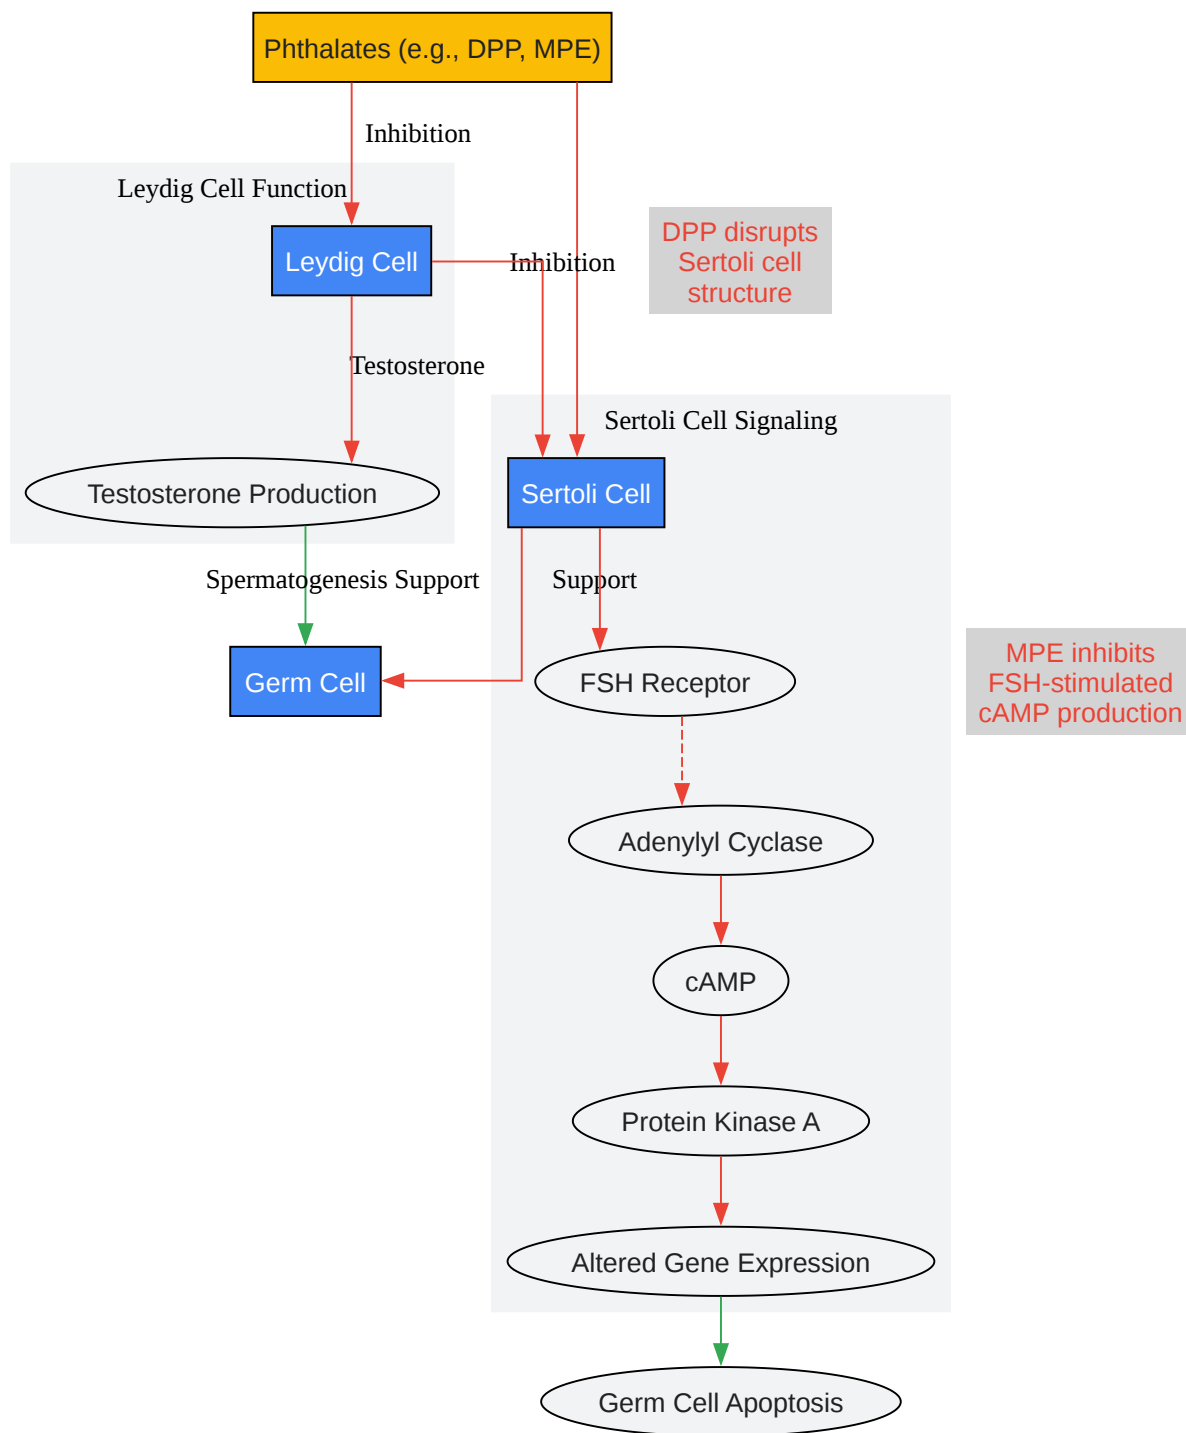 Phthalates (e.g., DPP, MPE)
Inhibition
Leydig Cell Function
DPP disrupts
Sertoli cell
structure
Leydig Cell
Inhibition
Testosterone
Sertoli Cell Signaling
Testosterone Production
Sertoli Cell
Spermatogenesis Support
Support
Germ Cell
FSH Receptor
MPE inhibits
FSH-stimulated
cAMP production
Adenylyl Cyclase
cAMP
Protein Kinase A
Altered Gene Expression
Germ Cell Apoptosis